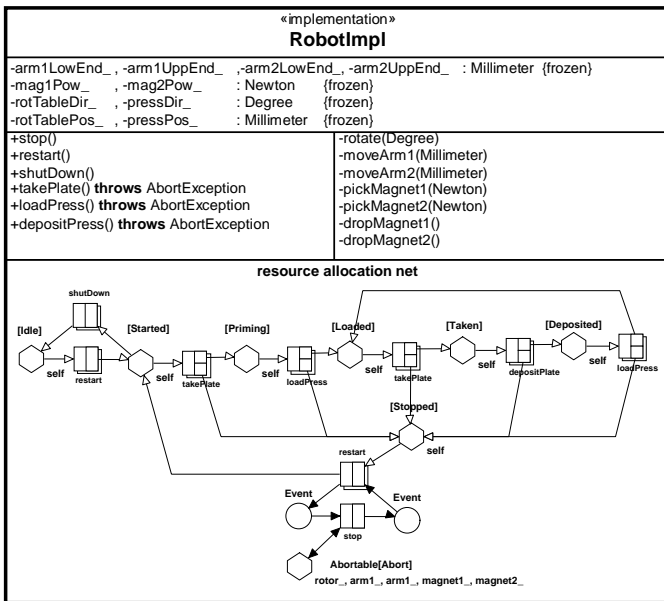 «implementation»
RobotImpl
-arm1LowEnd_ , -arm1UppEnd_ ,-arm2LowEnd_, -arm2UppEnd_ : Millimeter {frozen}
-mag1Pow_ , -mag2Pow_ : Newton {frozen}
-rotTableDir_ , -pressDir_ : Degree {frozen}
-rotTablePos_ , -pressPos_ : Millimeter {frozen}
+stop()
+restart()
+shutDown()
+takePlate() throws AbortException
+loadPress() throws AbortException
+depositPress() throws AbortException
-rotate(Degree)
-moveArm1(Millimeter)
-moveArm2(Millimeter)
-pickMagnet1(Newton)
-pickMagnet2(Newton)
-dropMagnet1()
-dropMagnet2()
resource allocation net
shutDown
[Idle] [Started] [Priming] [Loaded] [Taken] [Deposited]
self restart self takePlate self loadPress self takePlate self depositPlate self loadPress
[Stopped]
self
restart
Event Event
stop
Abortable[Abort]
rotor_, arm1_, arm1_, magnet1_, magnet2_